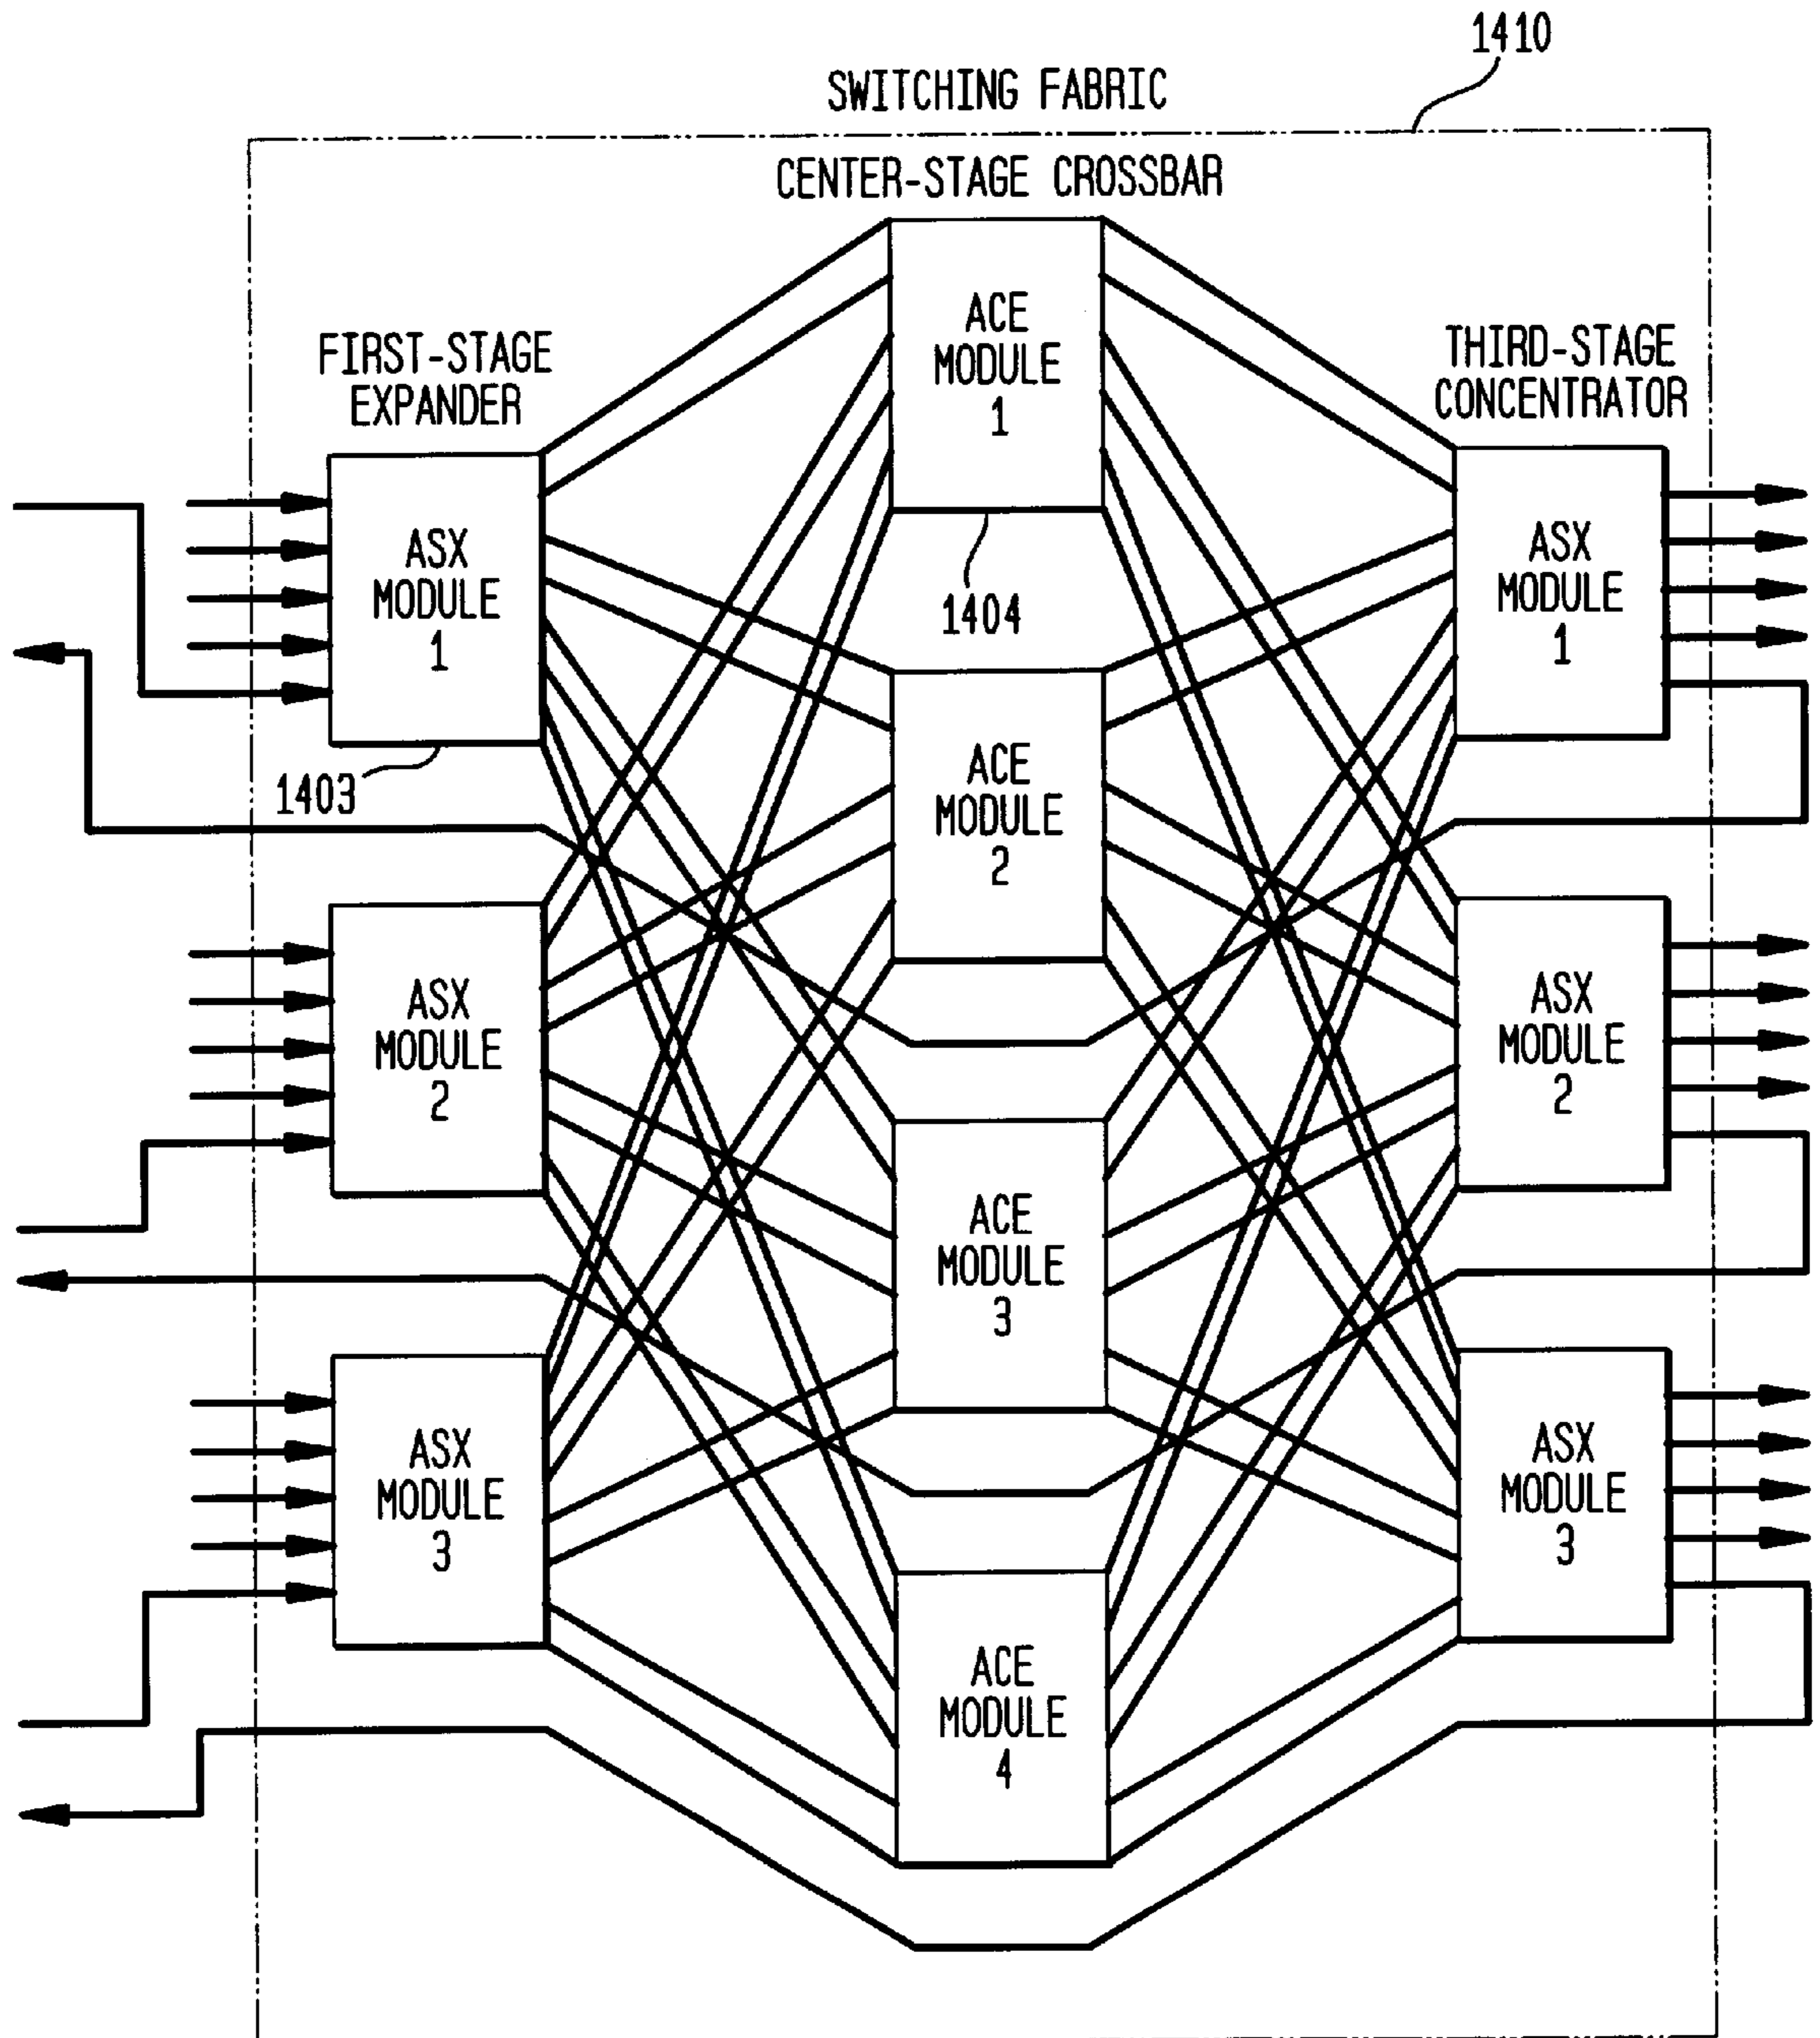 1410
SWITCHING FABRIC
CENTER-STAGE CROSSBAR
FIRST-STAGE
EXPANDER
THIRD-STAGE
CONCENTRATOR
ACE
MODULE
1
1404
ASX
MODULE
1
1403
ASX
MODULE
1
ACE
MODULE
2
ASX
MODULE
2
ASX
MODULE
2
ACE
MODULE
3
ASX
MODULE
3
ASX
MODULE
3
ACE
MODULE
4